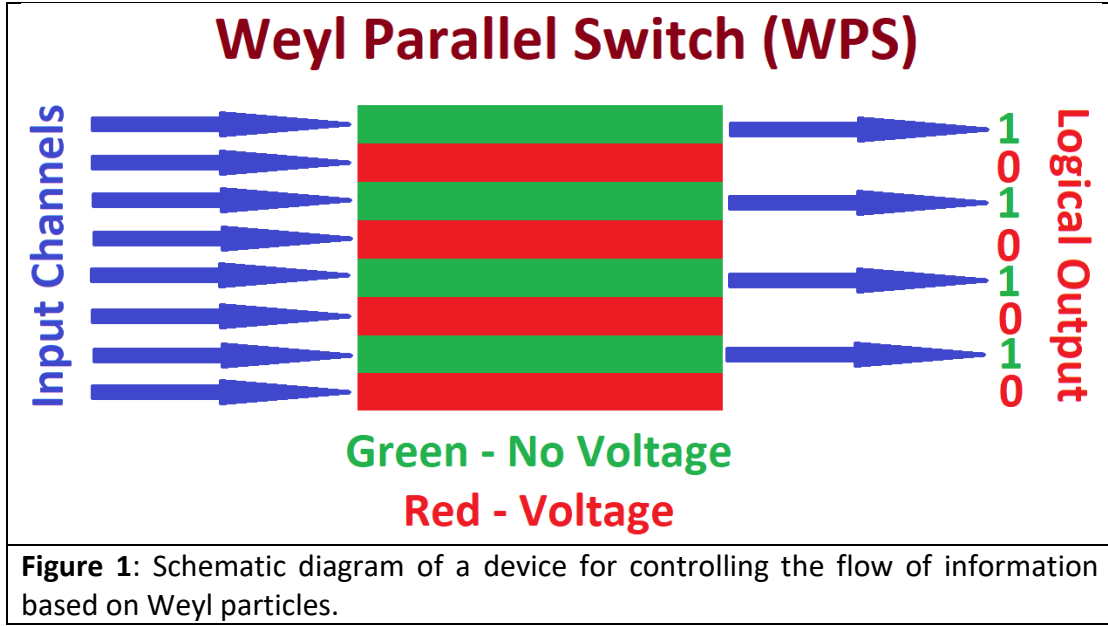 Weyl Parallel Switch (WPS)
Input Channels
1
0
1
0
1
0
1
0
Logical Output
Green - No Voltage
Red - Voltage
Figure 1: Schematic diagram of a device for controlling the flow of information
based on Weyl particles.